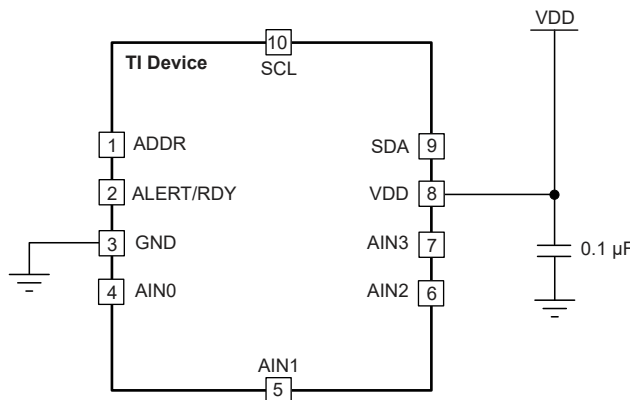 VDD
10
TI Device
SCL
1 ADDR
SDA 9
2 ALERT/RDY
VDD 8
3 GND
AIN3 7
0.1 µF
4 AIN0
AIN2 6
AIN1
5